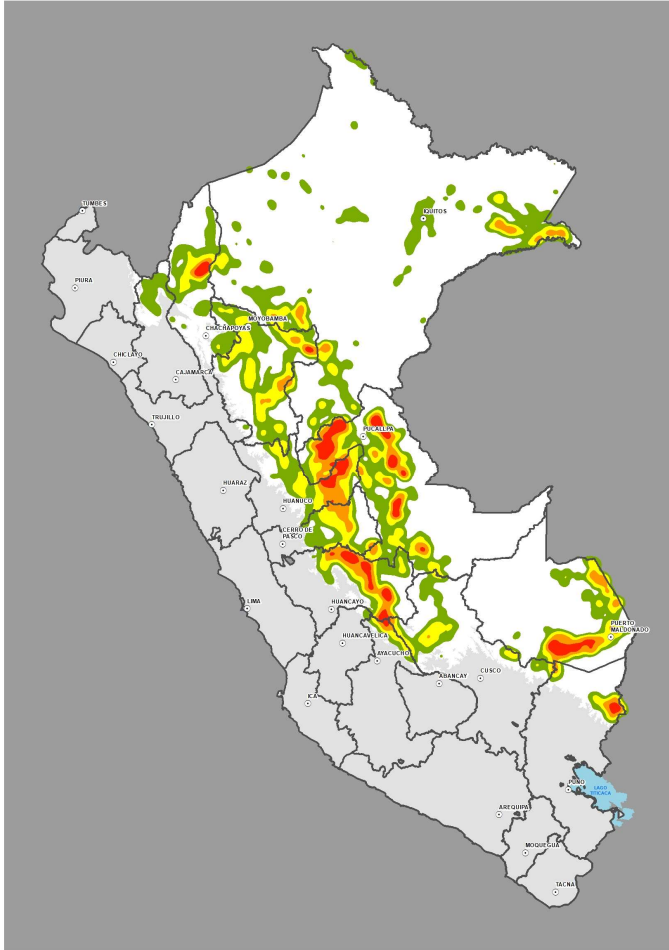 TUMBES
IQUITOS
PIURA
MOYOBAMBA
CHACHAPOYAS
CHICLAYO
CAJAMARCA
TRUJILLO
PUCALLPA
HUARAZ
HUANUCO
CERRO DE
PASCO
LIMA
HUANCAYO
PUERTO
MALDONADO
HUANCAVELICA
AYACUCHO
CUSCO
ABANCAY
ICA
PUNO
LAGO
TITICACA
AREQUIPA
MOQUEGUA
TACNA